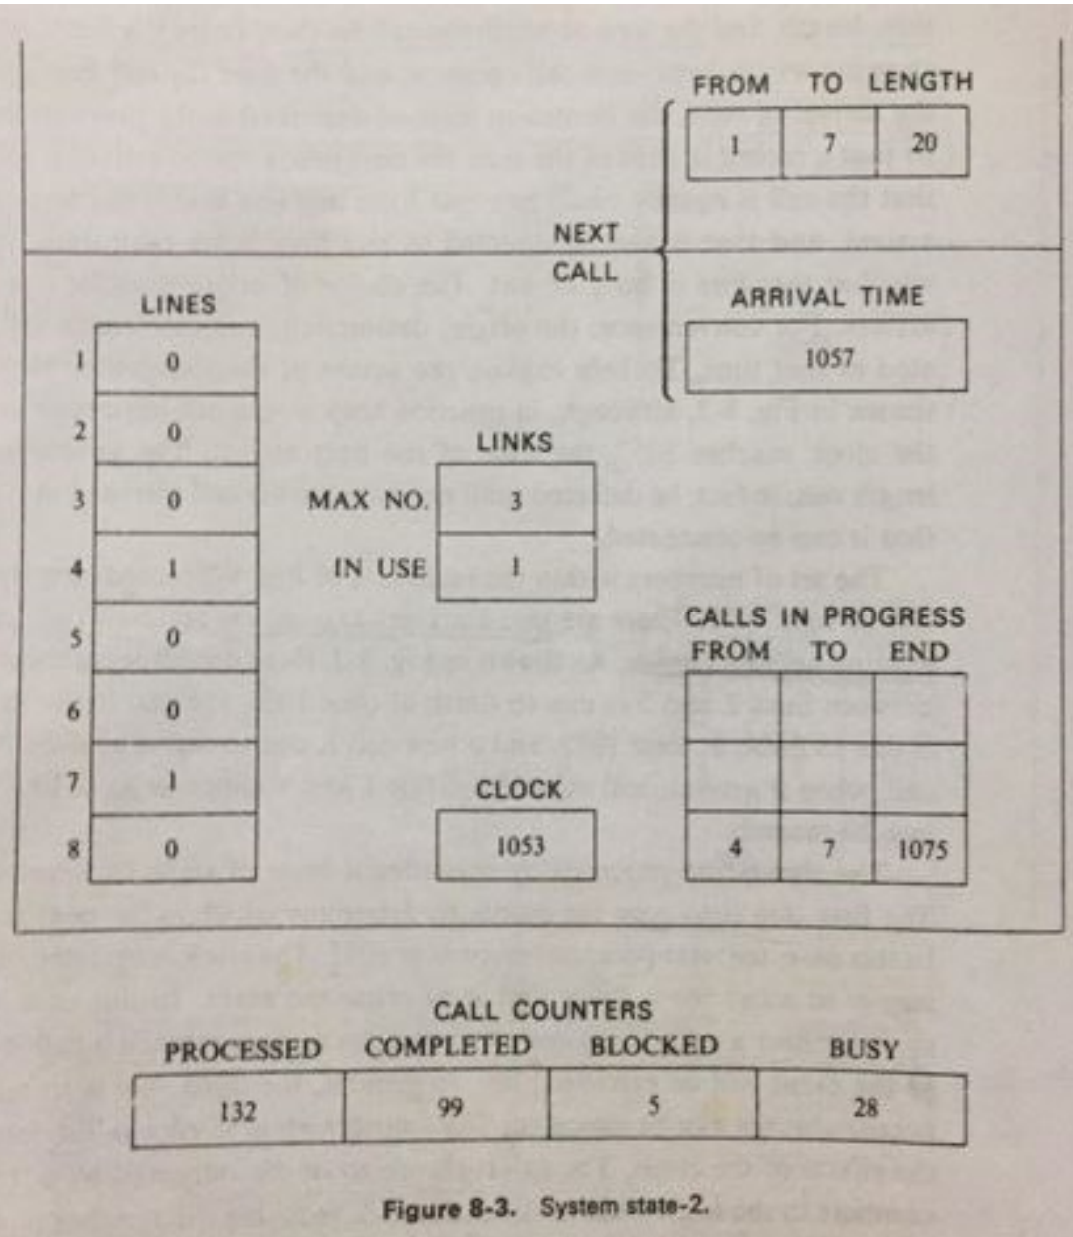 FROM TO LENGTH
1 7 20
NEXT
CALL
ARRIVAL TIME
1057
LINES
1 0
2 0
3 0
4 1
5 0
6 0
7 1
8 0
LINKS
MAX NO. 3
IN USE 1
CLOCK
1053
CALLS IN PROGRESS
FROM TO END
4 7 1075
CALL COUNTERS
PROCESSED COMPLETED BLOCKED BUSY
132 99 5 28
Figure 8-3. System state-2.